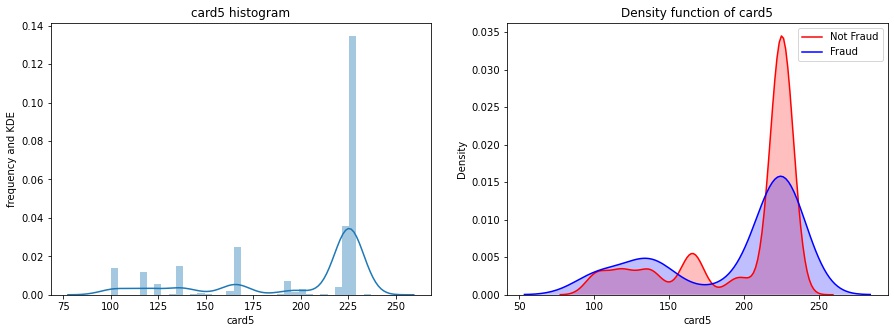 card5 histogram
0.14
0.12
0.10
0.08
0.06
0.04
0.02
0.00
frequency and KDE
75 100 125 150 175 200 225 250
card5
Density function of card5
0.035
0.030
0.025
0.020
0.015
0.010
0.005
0.000
Density
50 100 150 200 250
card5
Not Fraud
Fraud